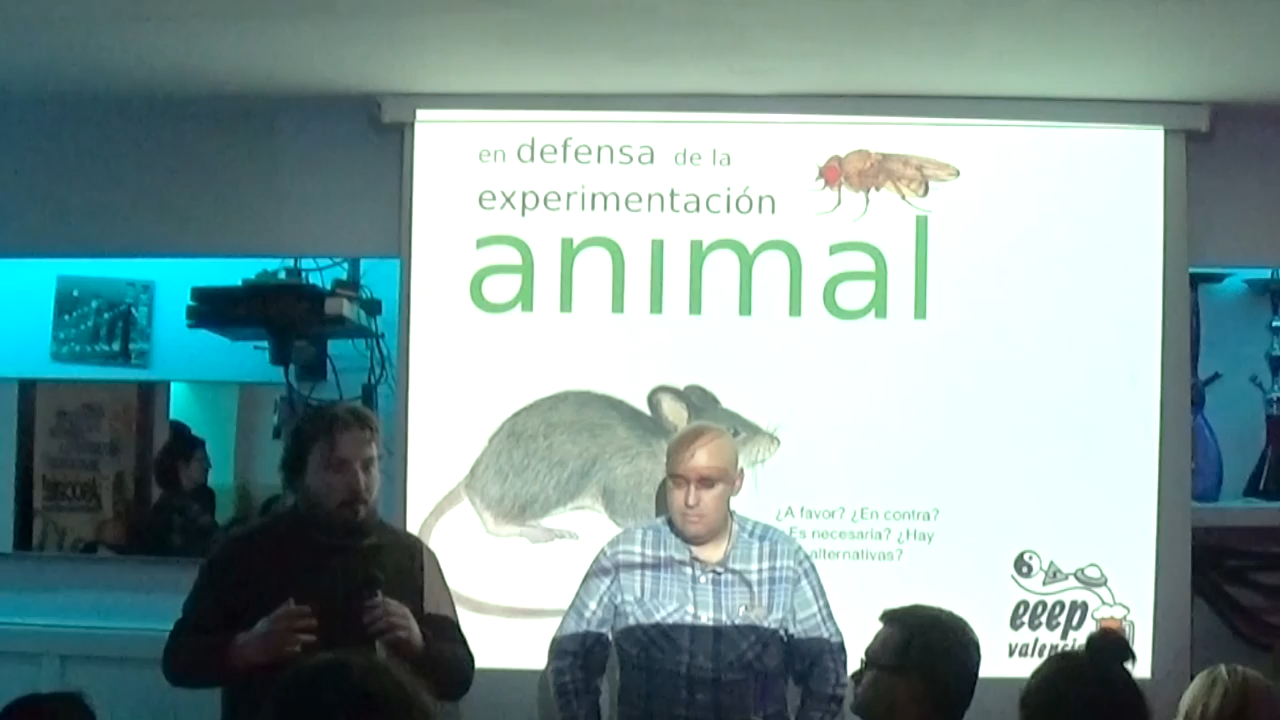 en defensa de la
experimentación
animal
¿A favor? ¿En contra?
Es necesaria? ¿Hay
alternativas?
eeep